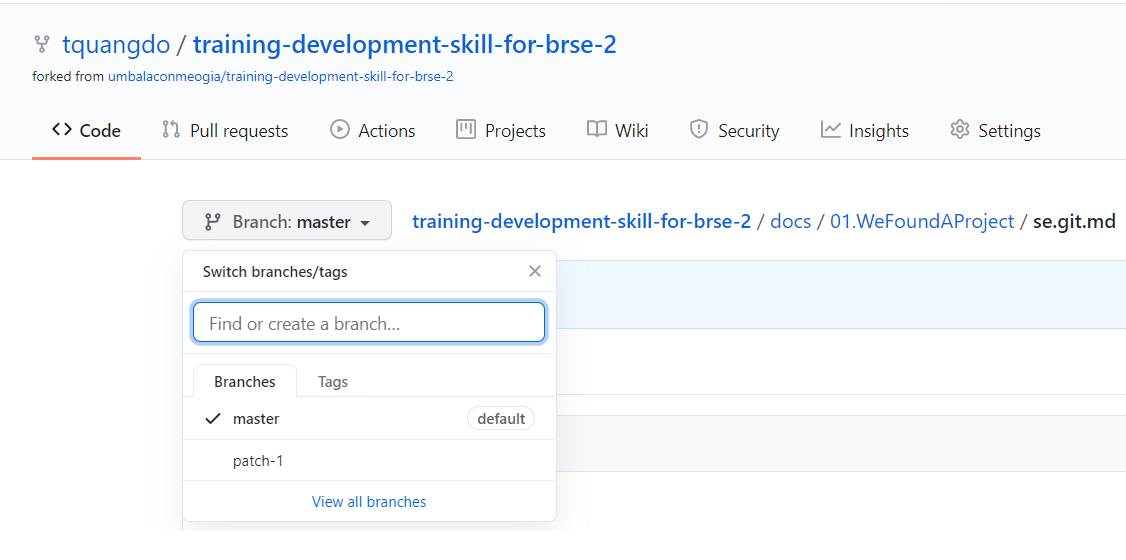 tquangdo / training-development-skill-for-brse-2
forked from umbalaconmeogia/training-development-skill-for-brse-2
Code Pull requests Actions Projects Wiki Security Insights Settings
Branch: master training-development-skill-for-brse-2 / docs / 01.WeFoundAProject / se.git.md
Switch branches/tags
Find or create a branch...
Branches Tags
master default
patch-1
View all branches